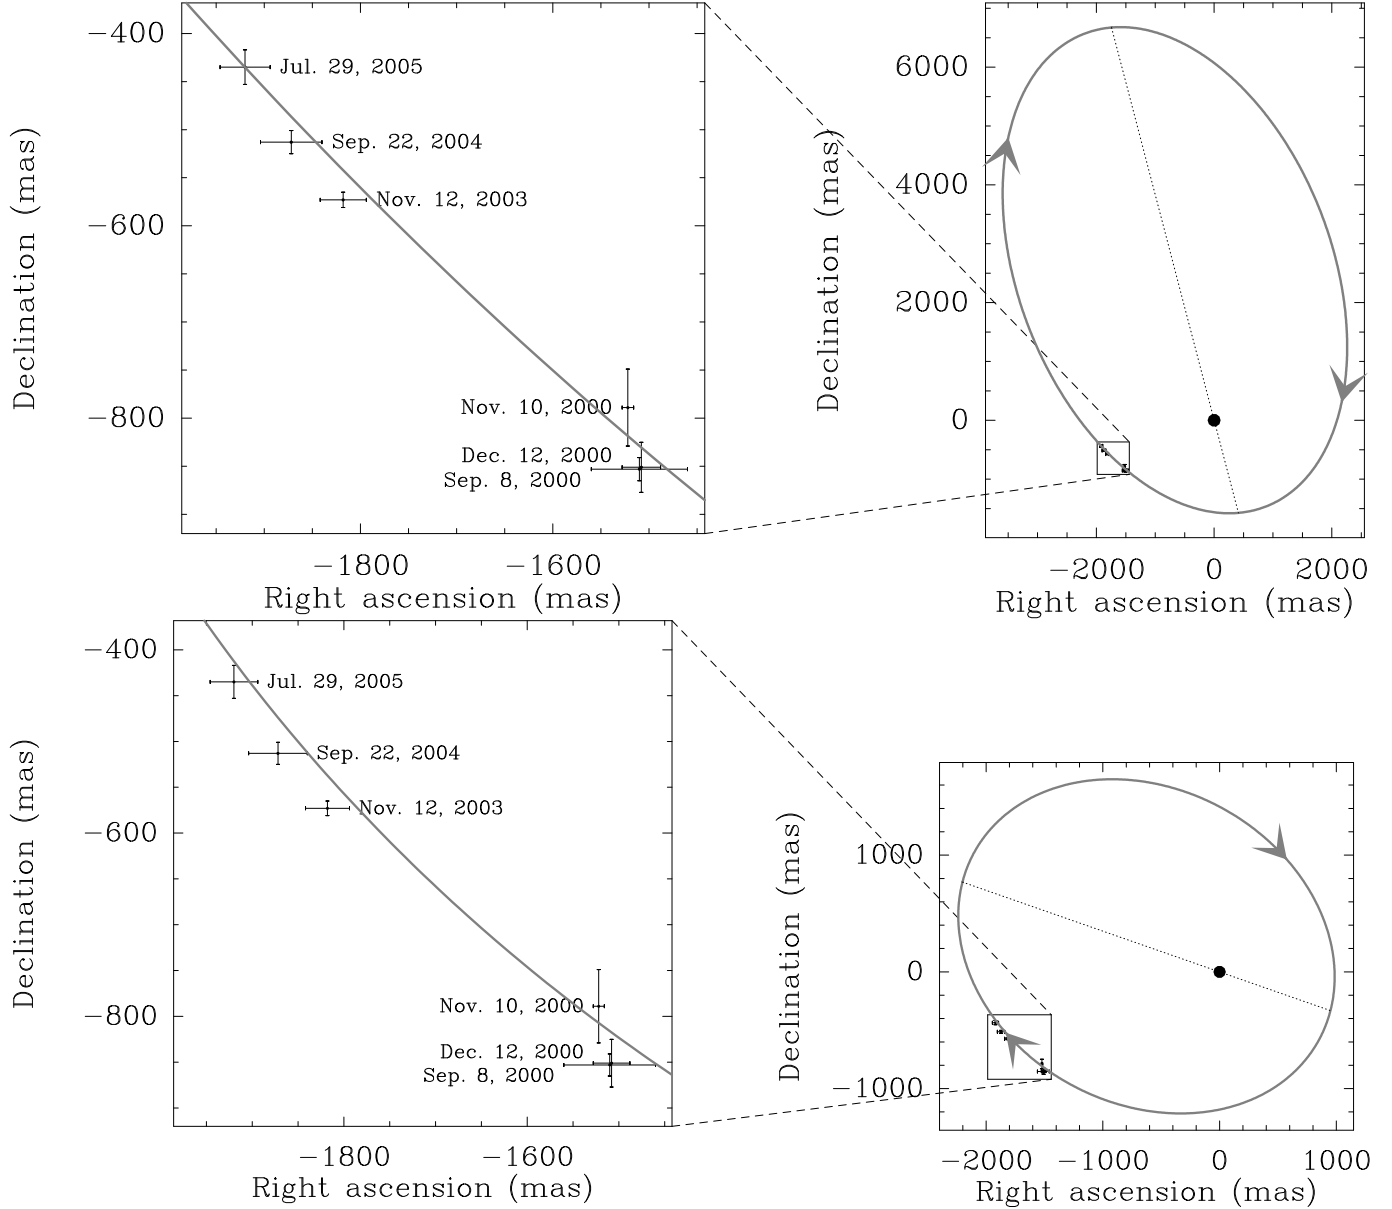 −400
−600
−800
Declination (mas)
Jul. 29, 2005
Sep. 22, 2004
Nov. 12, 2003
Nov. 10, 2000
Dec. 12, 2000
Sep. 8, 2000
−1800 −1600
Right ascension (mas)
6000
4000
2000
0
Declination (mas)
−2000 0 2000
Right ascension (mas)
−400
−600
−800
Declination (mas)
Jul. 29, 2005
Sep. 22, 2004
Nov. 12, 2003
Nov. 10, 2000
Dec. 12, 2000
Sep. 8, 2000
−1800 −1600
Right ascension (mas)
1000
0
−1000
Declination (mas)
−2000 −1000 0 1000
Right ascension (mas)